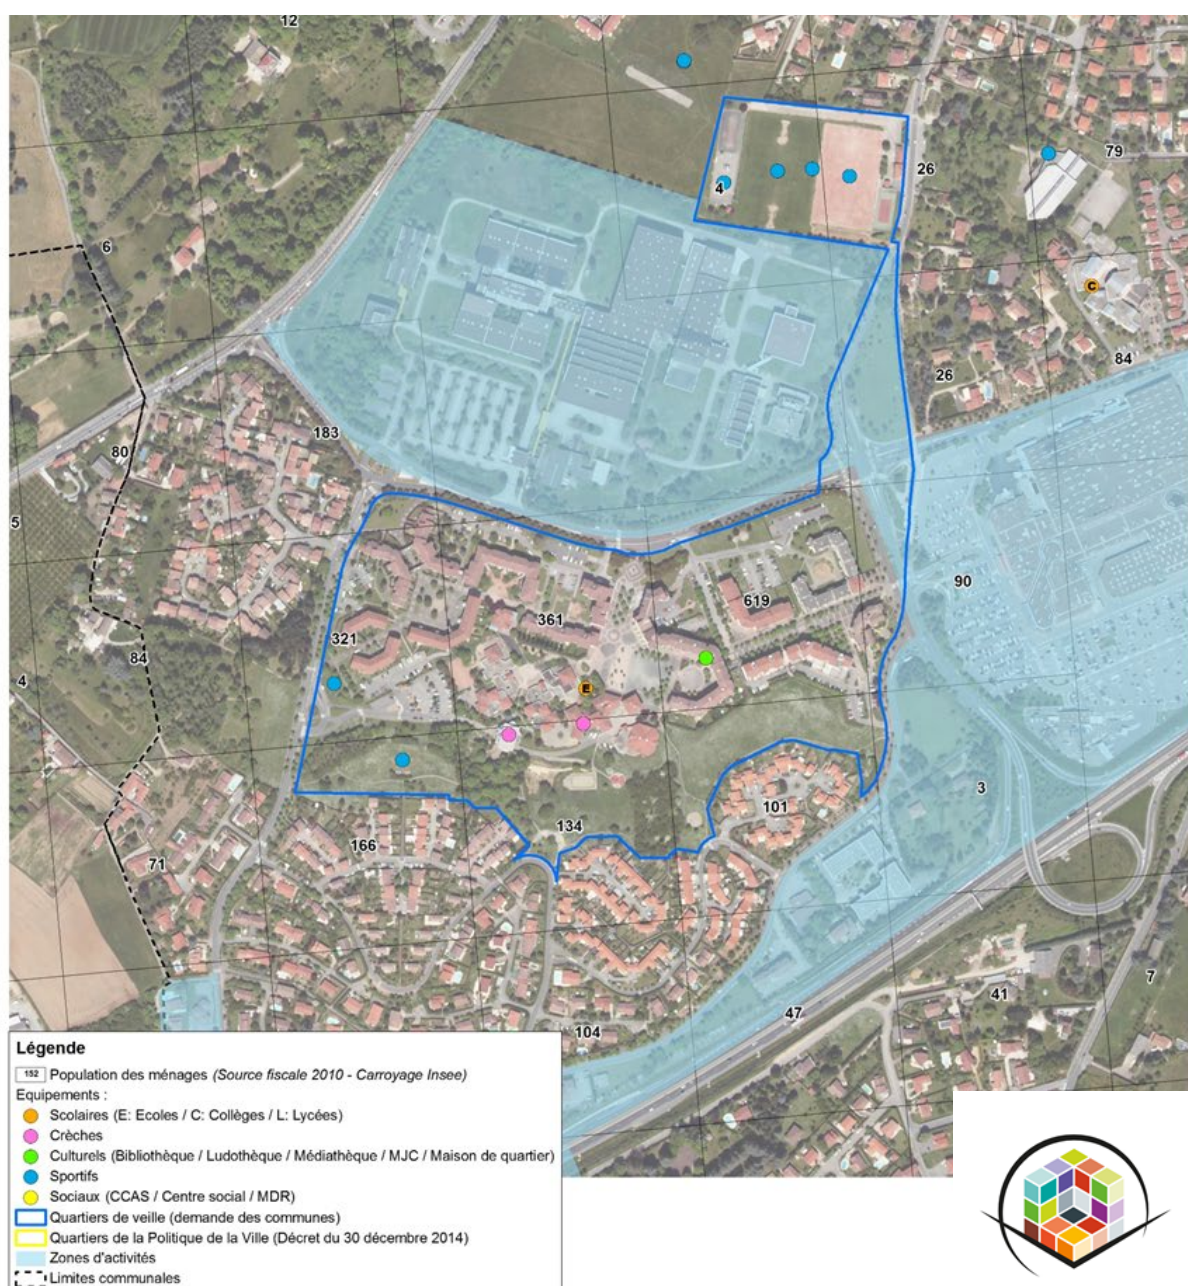 12
79
26
4
6
C
84
26
183
80
5
90
619
361
321
84
4
E
3
101
134
166
71
7
41
47
104
Légende
152 Population des ménages (Source fiscale 2010 - Carroyage Insee)
Equipements :
Scolaires (E: Ecoles / C: Collèges / L: Lycées)
Crèches
Culturels (Bibliothèque / Ludothèque / Médiathèque / MJC / Maison de quartier)
Sportifs
Sociaux (CCAS / Centre social / MDR)
Quartiers de veille (demande des communes)
Quartiers de la Politique de la Ville (Décret du 30 décembre 2014)
Zones d'activités
Limites communales